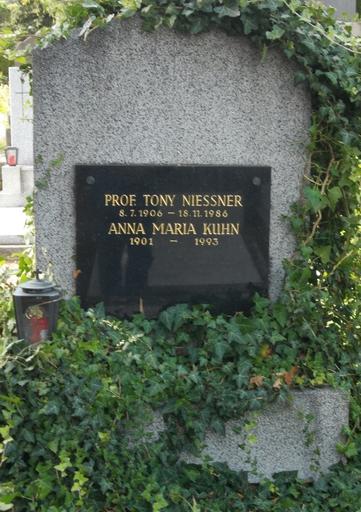 PROF. TONY NIESSNER
8.7.1906 – 18.11.1986
ANNA MARIA KUHN
1901 – 1993